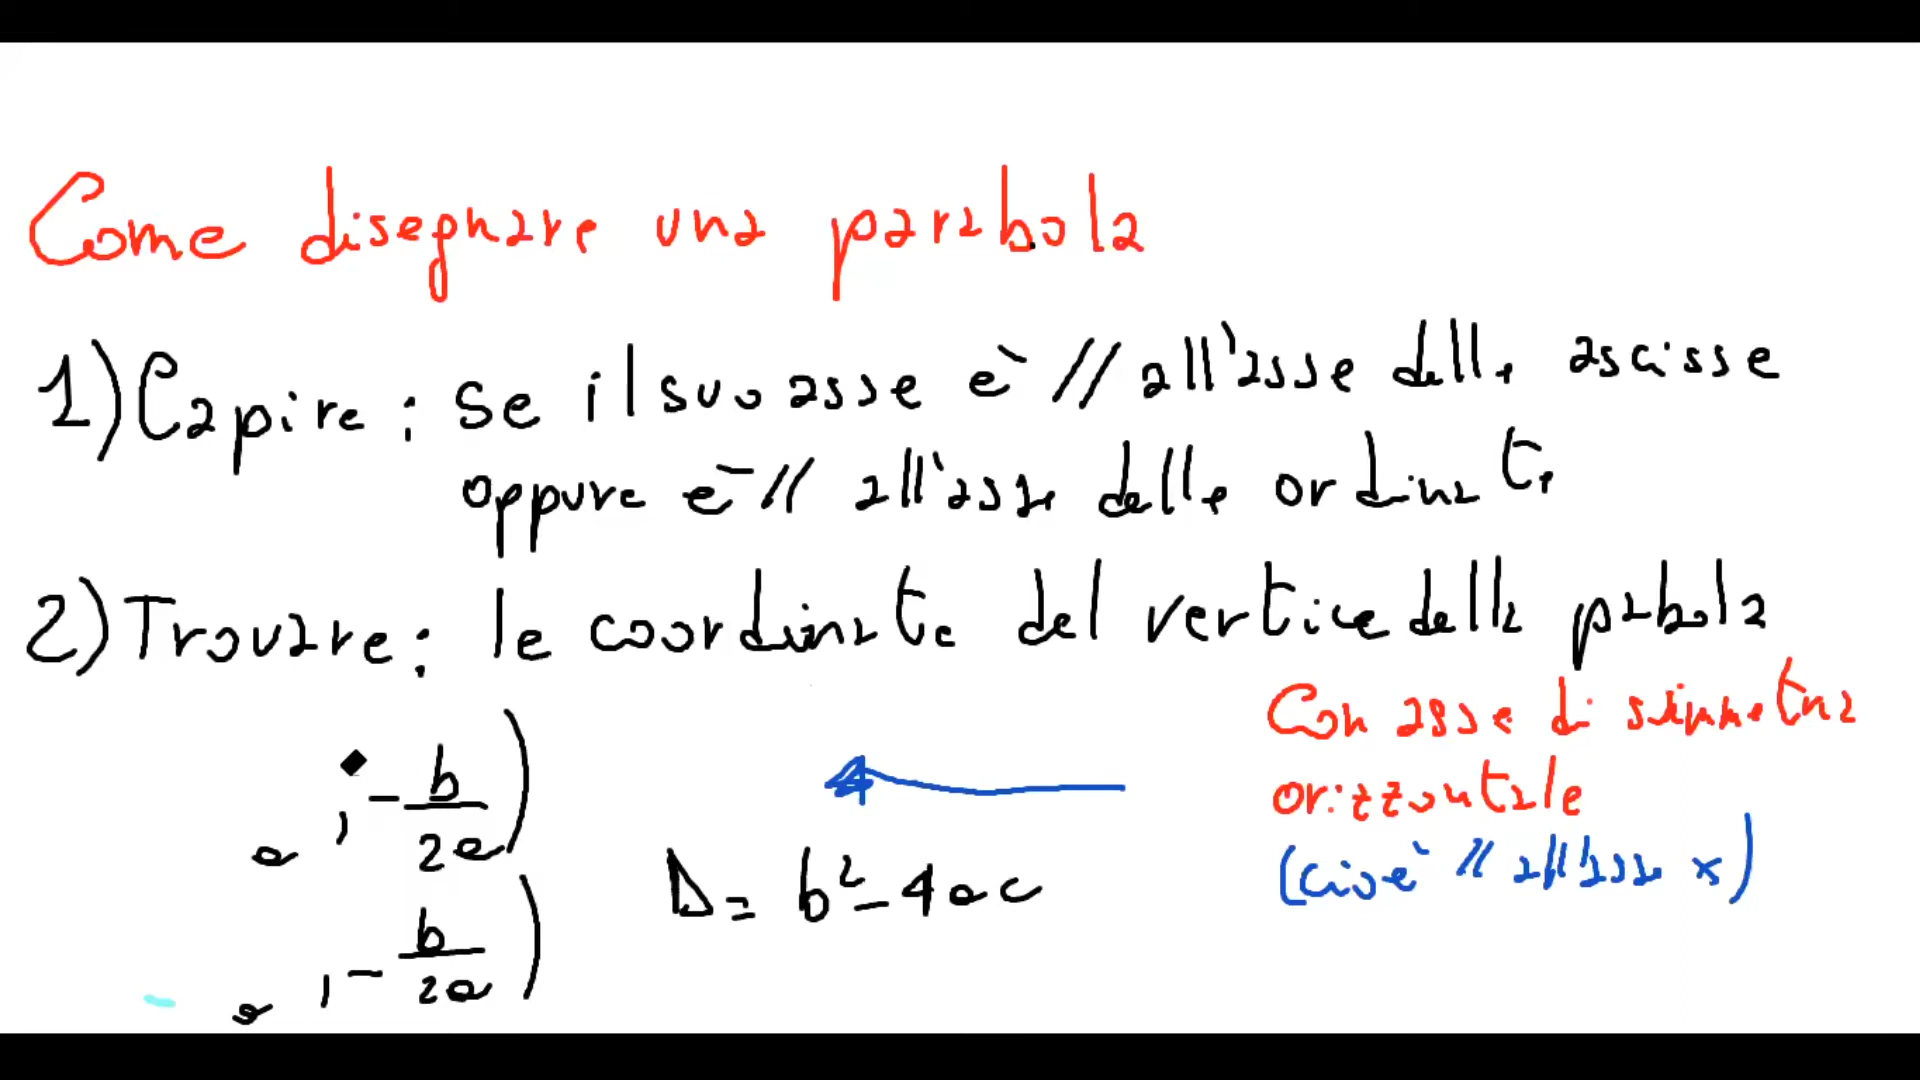 Come disegnare una parabola
1) Capire: se il suo asse è // all'asse delle ascisse
oppure è // all'asse delle ordinate
2) Trovare: le coordinate del vertice della pabola
Con asse di simmetria
orizzontale
(cioè // all'asse x)
a , - b/2a)
Δ = b² - 4ac
a , - b/2a)